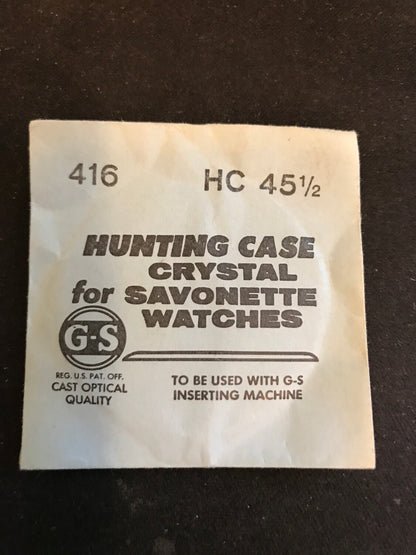 416 HC 45½
HUNTING CASE
CRYSTAL
for SAVONETTE
WATCHES
G-S
REG. U.S. PAT. OFF.
CAST OPTICAL
QUALITY
TO BE USED WITH G-S
INSERTING MACHINE